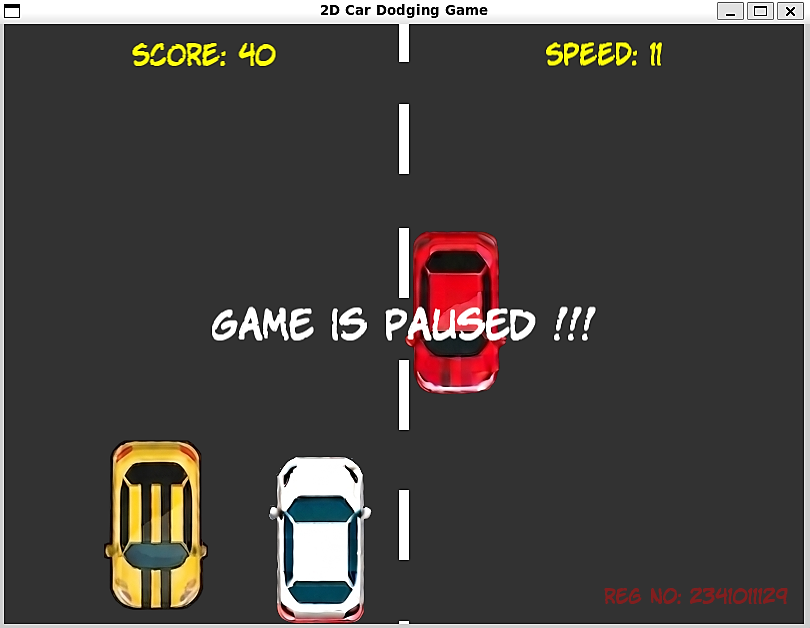 2D Car Dodging Game
SCORE: 40
SPEED: 11
GAME IS PAUSED !!!
REG NO: 2341011129